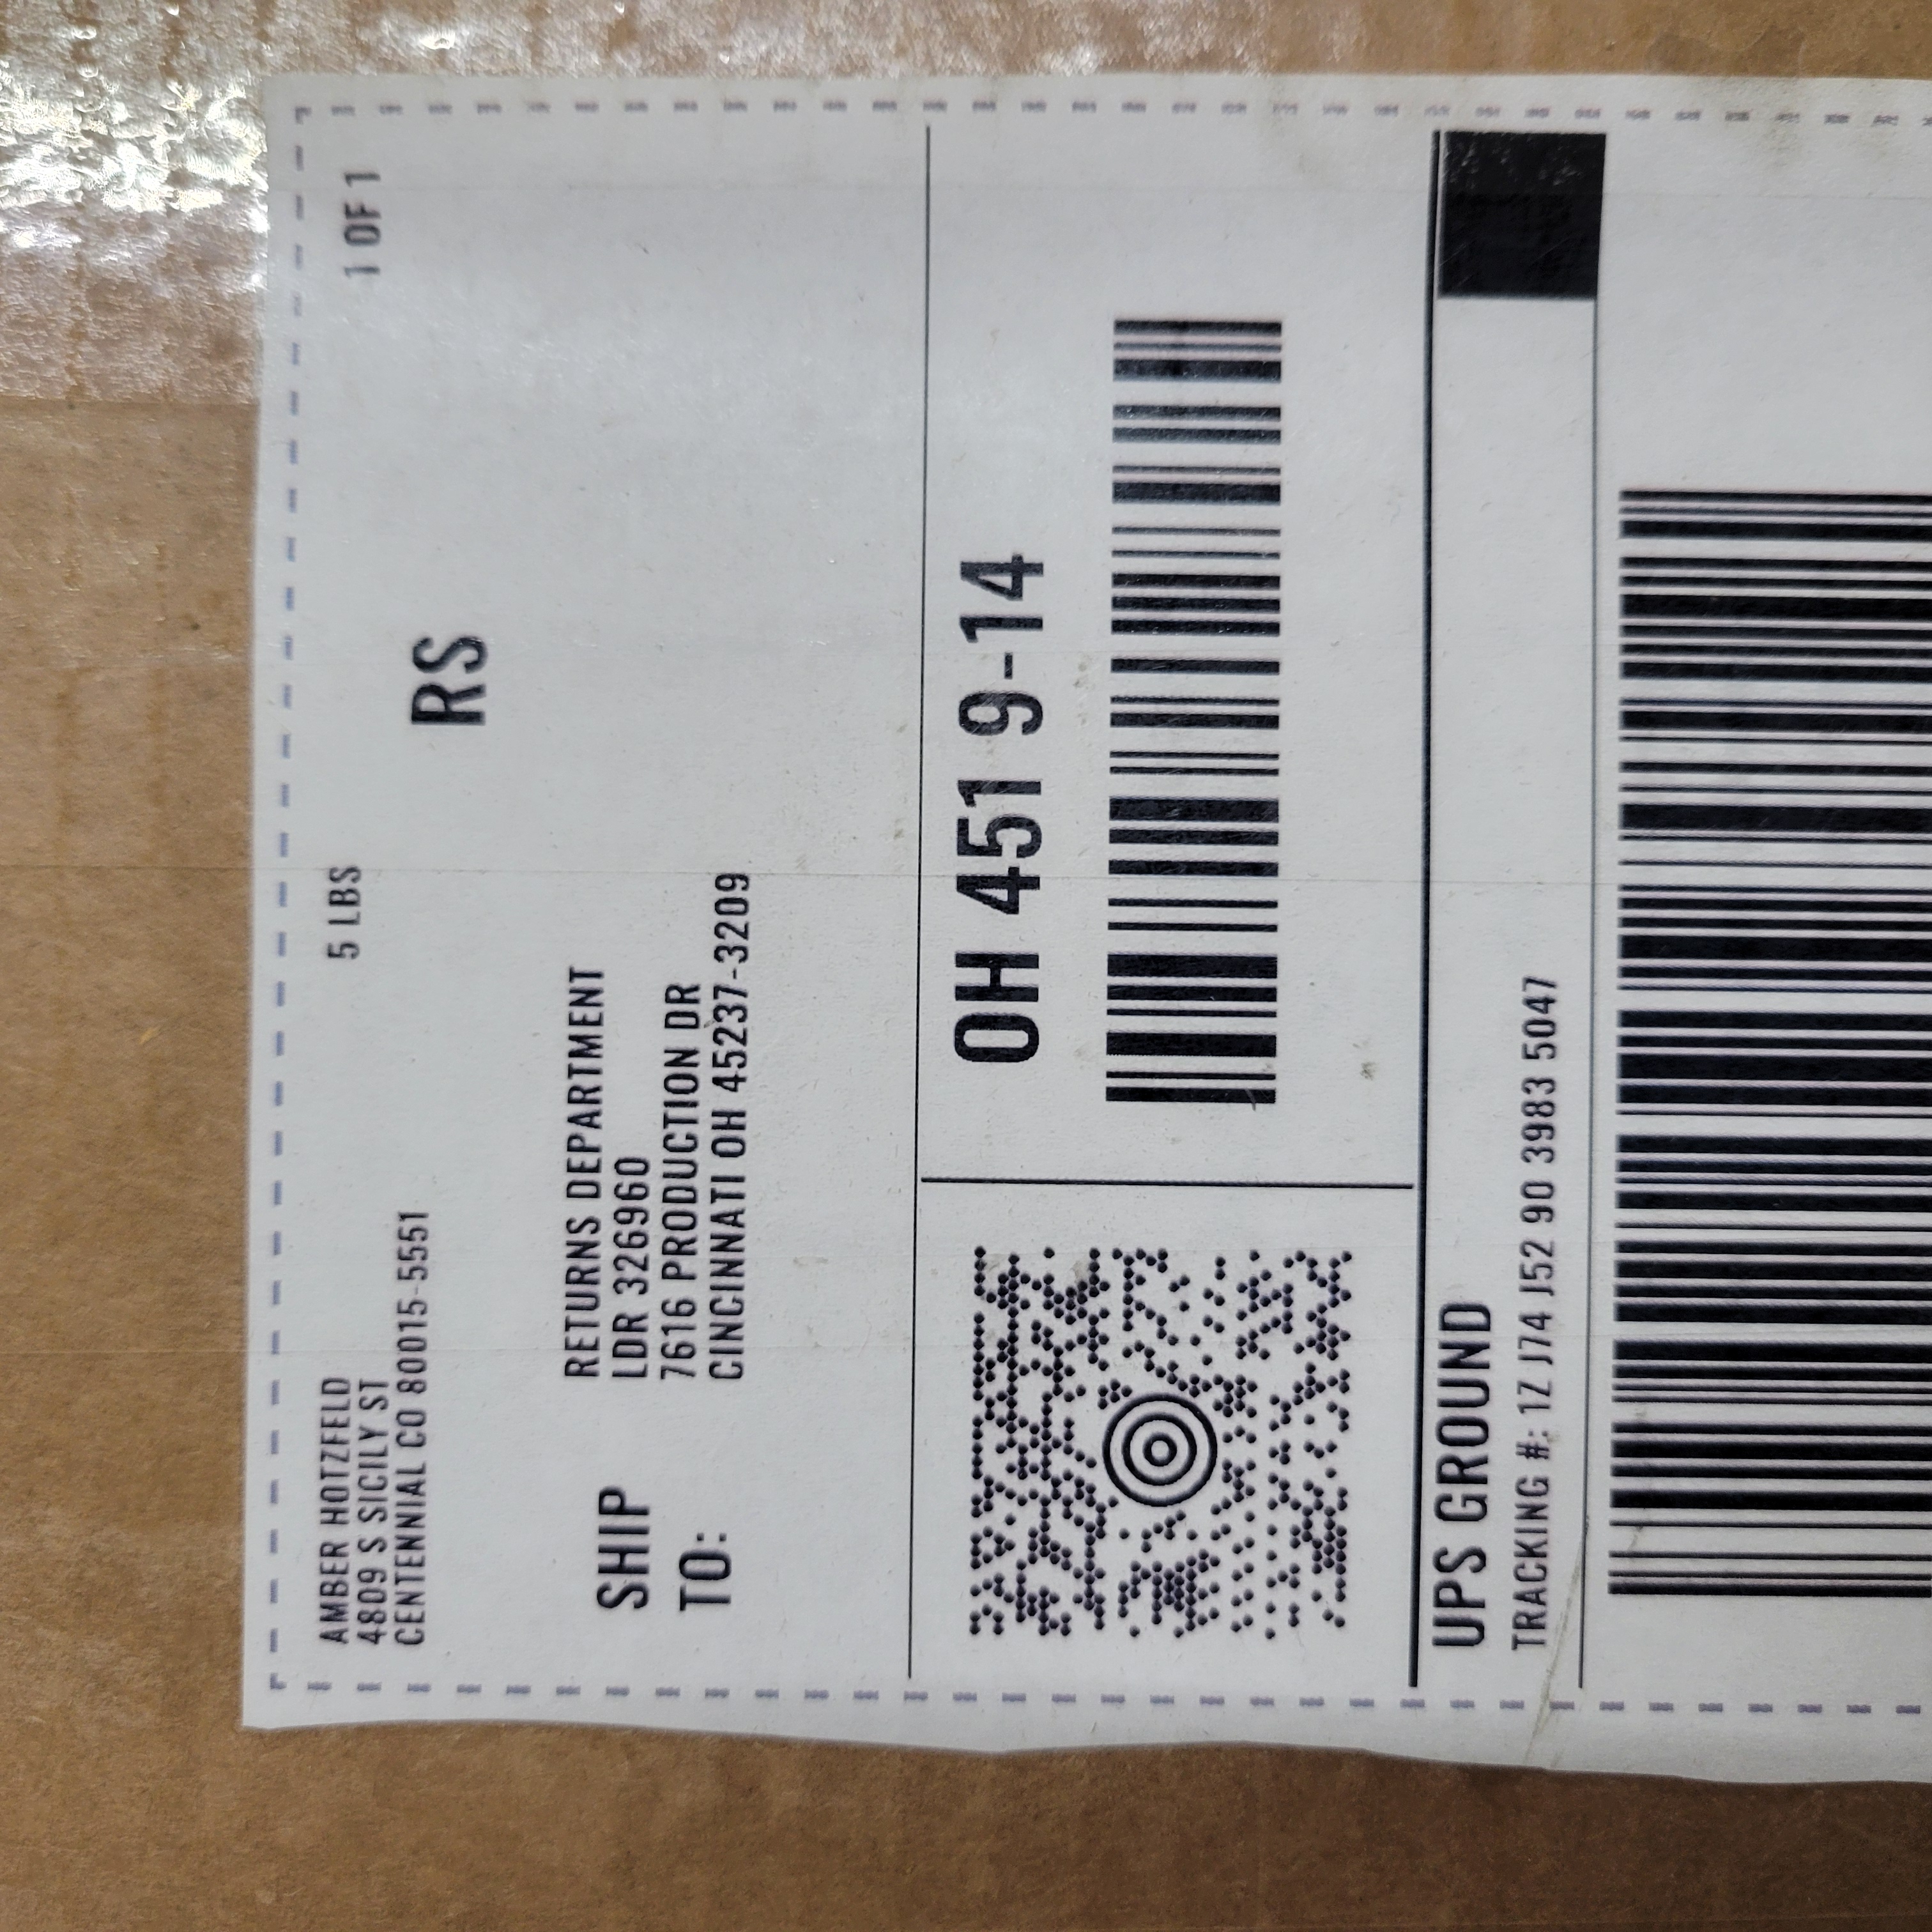 AMBER HOTZFELD
4809 S SICILY ST
CENTENNIAL CO 80015-5551
5 LBS
1 OF 1
RS
SHIP
TO:
RETURNS DEPARTMENT
LDR 326960
7616 PRODUCTION DR
CINCINNATI OH 45237-3209
OH 451 9-14
UPS GROUND
TRACKING #: 1Z J74 J52 90 3983 5047